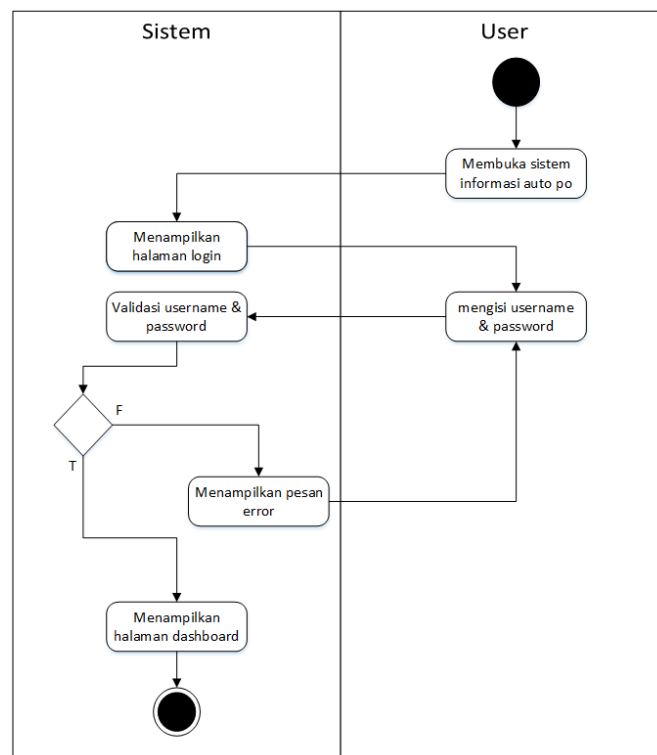 Sistem
User
Membuka sistem
informasi auto po
Menampilkan
halaman login
Validasi username &
password
mengisi username
& password
F
T
Menampilkan pesan
error
Menampilkan
halaman dashboard